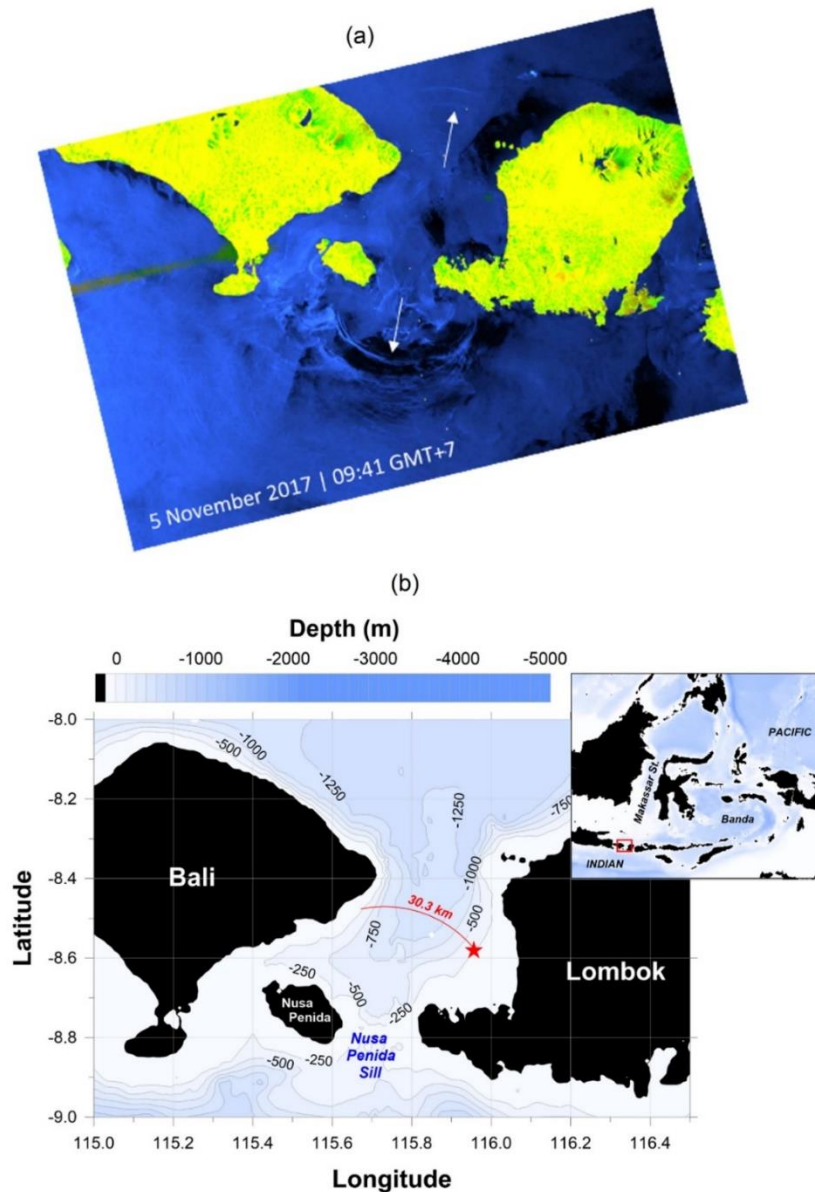 (a)
5 November 2017 | 09:41 GMT+7
(b)
Depth (m)
0 -1000 -2000 -3000 -4000 -5000
-8.0
-8.2
-8.4
-8.6
-8.8
-9.0
Latitude
-500
-1000
-1250
-1250
-750
-1000
Bali
30.3 km
-500
-750
Lombok
-250
-500
-250
Nusa
Penida
Nusa
Penida
Sill
-500
-250
115.0 115.2 115.4 115.6 115.8 116.0 116.2 116.4
Longitude
PACIFIC
Makassar St.
Banda
INDIAN